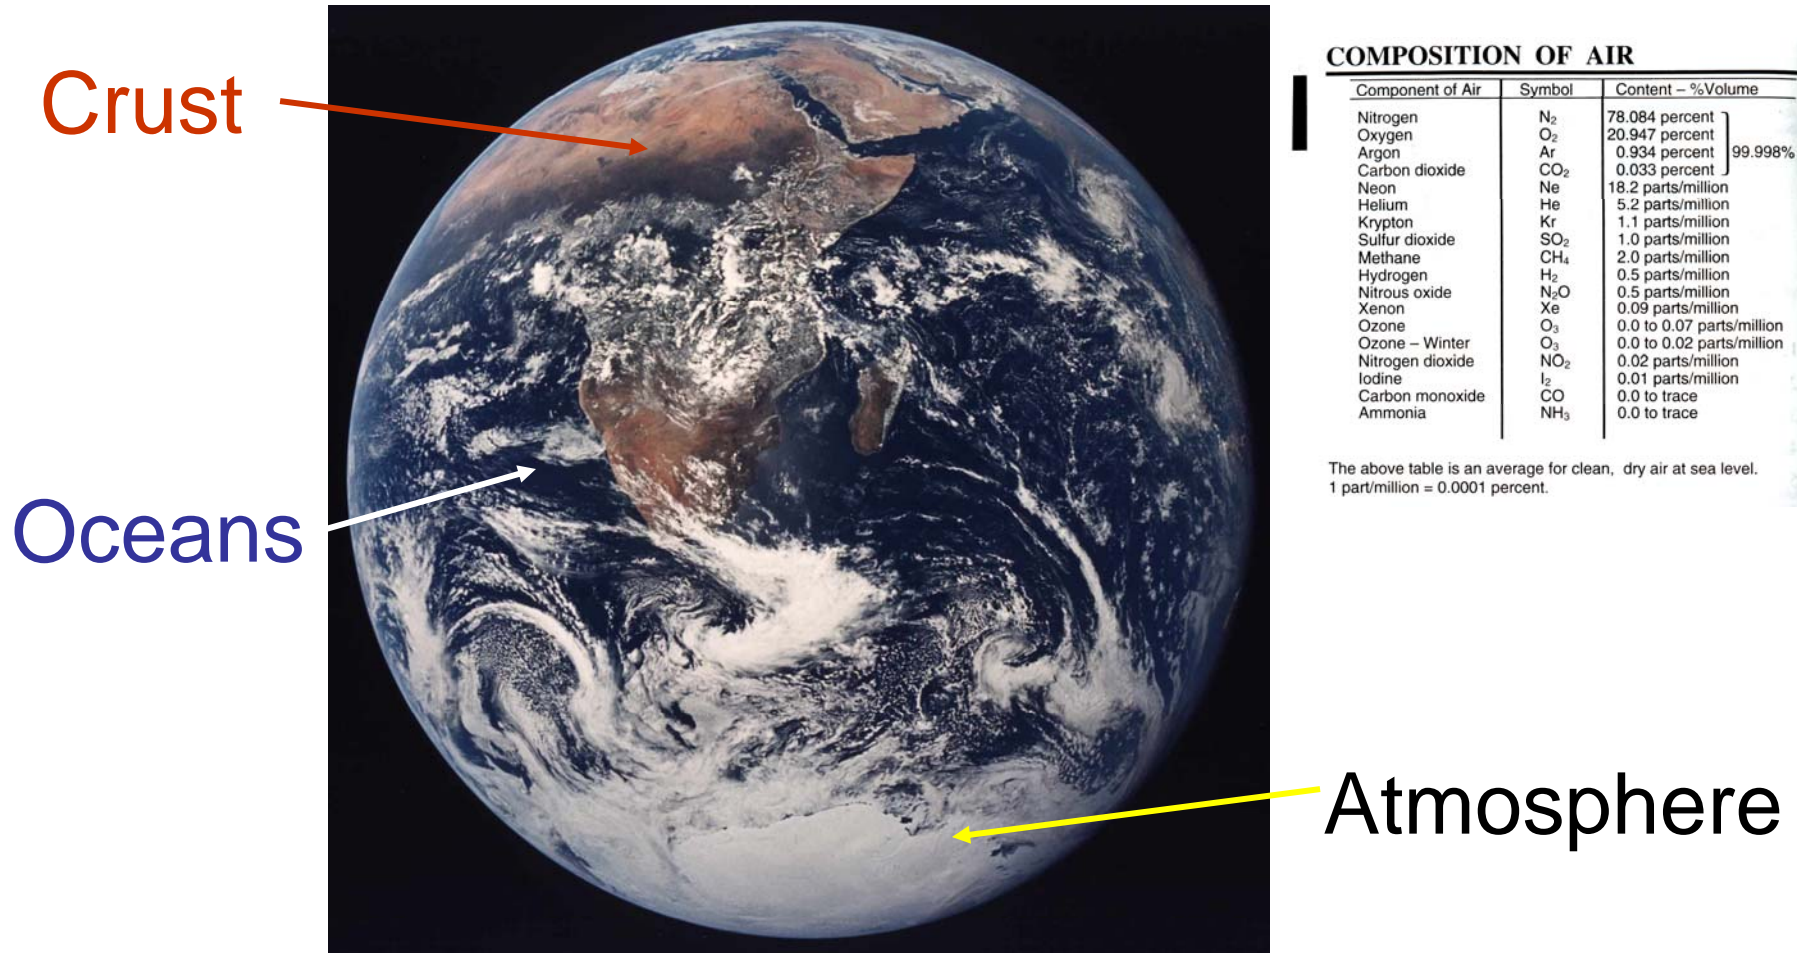 Crust
Oceans
Atmosphere
COMPOSITION OF AIR
Component of Air Symbol Content – %Volume
Nitrogen N₂ 78.084 percent
Oxygen O₂ 20.947 percent
Argon Ar 0.934 percent 99.998%
Carbon dioxide CO₂ 0.033 percent
Neon Ne 18.2 parts/million
Helium He 5.2 parts/million
Krypton Kr 1.1 parts/million
Sulfur dioxide SO₂ 1.0 parts/million
Methane CH₄ 2.0 parts/million
Hydrogen H₂ 0.5 parts/million
Nitrous oxide N₂O 0.5 parts/million
Xenon Xe 0.09 parts/million
Ozone O₃ 0.0 to 0.07 parts/million
Ozone – Winter O₃ 0.0 to 0.02 parts/million
Nitrogen dioxide NO₂ 0.02 parts/million
Iodine I₂ 0.01 parts/million
Carbon monoxide CO 0.0 to trace
Ammonia NH₃ 0.0 to trace
The above table is an average for clean, dry air at sea level.
1 part/million = 0.0001 percent.